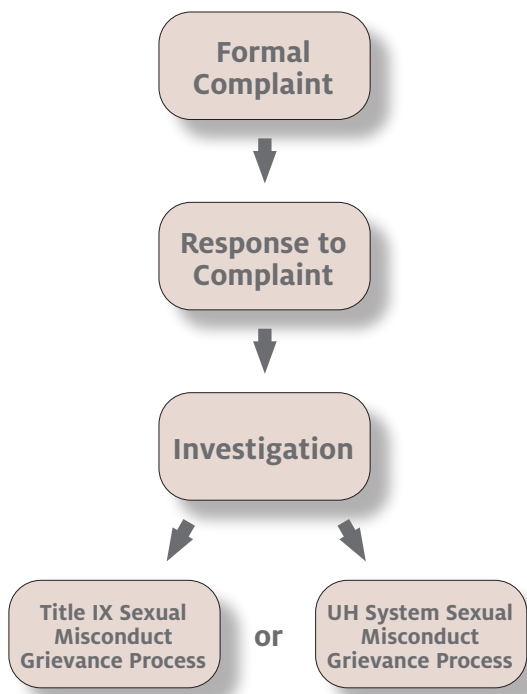 Formal
Complaint
Response to
Complaint
Investigation
Title IX Sexual
Misconduct
Grievance Process
or
UH System Sexual
Misconduct
Grievance Process